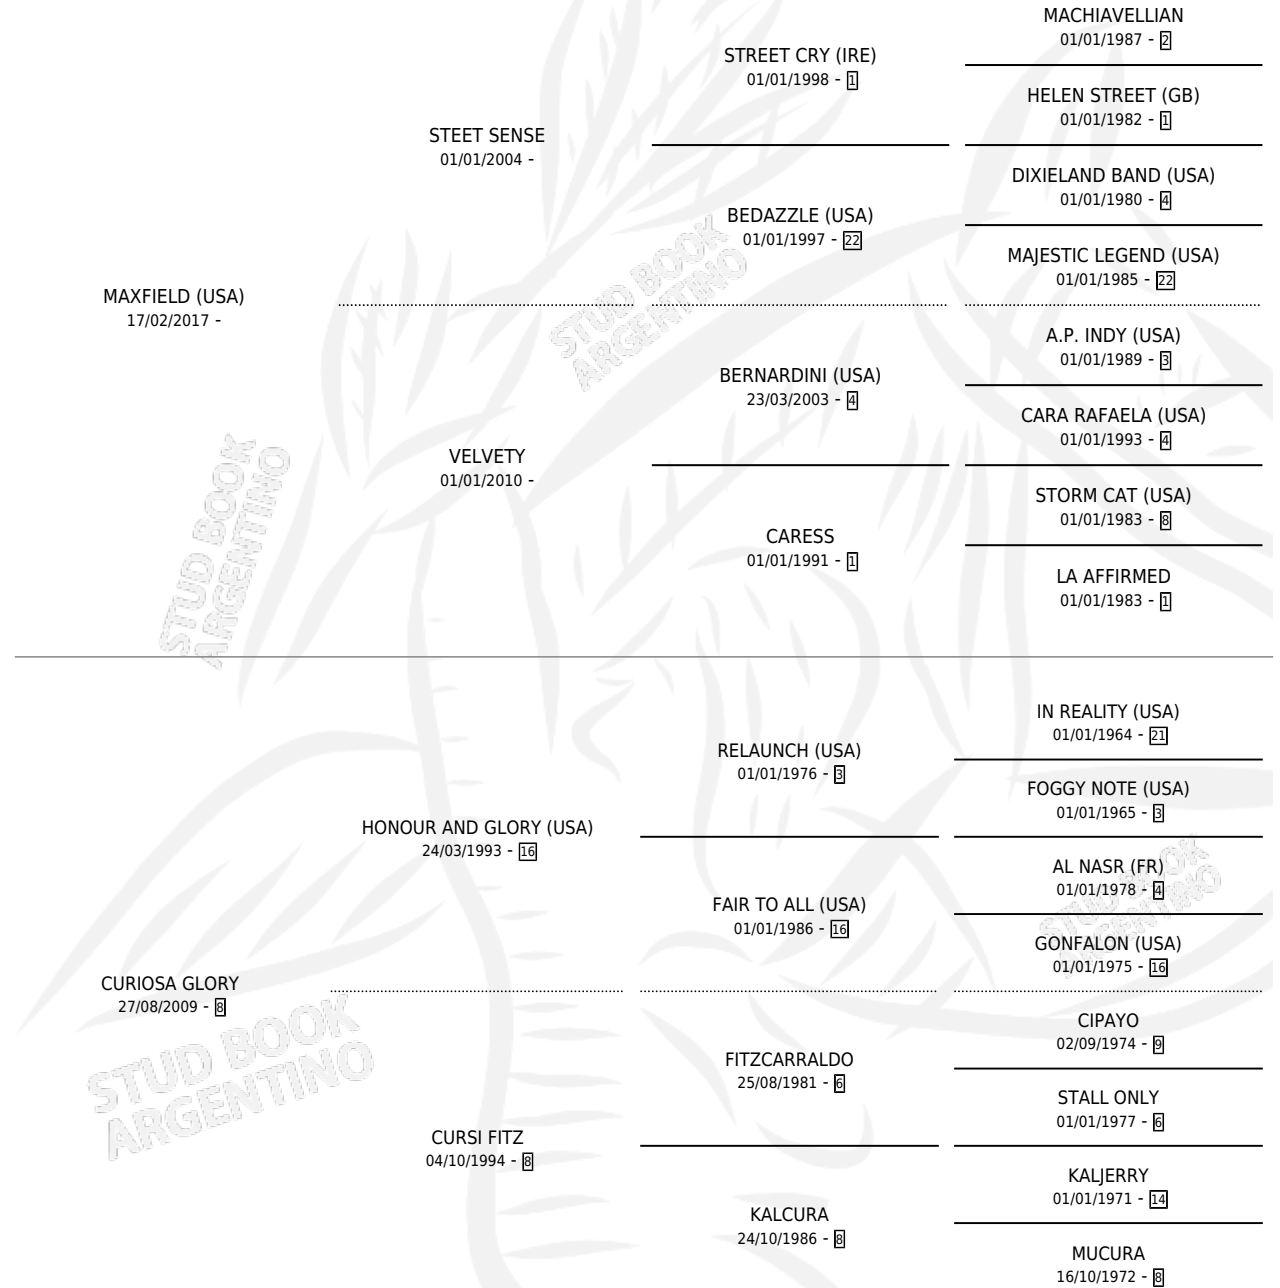 MACHIAVELLIAN
01/01/1987 - 2
STREET CRY (IRE)
01/01/1998 - 1
HELEN STREET (GB)
01/01/1982 - 1
STEET SENSE
01/01/2004 -
DIXIELAND BAND (USA)
01/01/1980 - 4
BEDAZZLE (USA)
01/01/1997 - 22
MAJESTIC LEGEND (USA)
01/01/1985 - 22
MAXFIELD (USA)
17/02/2017 -
A.P. INDY (USA)
01/01/1989 - 3
BERNARDINI (USA)
23/03/2003 - 4
CARA RAFAELA (USA)
01/01/1993 - 4
VELVETY
01/01/2010 -
STORM CAT (USA)
01/01/1983 - 8
CARESS
01/01/1991 - 1
LA AFFIRMED
01/01/1983 - 1
IN REALITY (USA)
01/01/1964 - 21
RELAUNCH (USA)
01/01/1976 - 3
FOGGY NOTE (USA)
01/01/1965 - 3
HONOUR AND GLORY (USA)
24/03/1993 - 16
AL NASR (FR)
01/01/1978 - 4
FAIR TO ALL (USA)
01/01/1986 - 16
GONFALON (USA)
01/01/1975 - 16
CURIOSA GLORY
27/08/2009 - 8
CIPAYO
02/09/1974 - 9
FITZCARRALDO
25/08/1981 - 6
STALL ONLY
01/01/1977 - 6
CURSI FITZ
04/10/1994 - 8
KALJERRY
01/01/1971 - 14
KALCURA
24/10/1986 - 8
MUCURA
16/10/1972 - 8
STUD BOOK
ARGENTINO
STUD BOOK
ARGENTINO
STUD BOOK
ARGENTINO
STUD BOOK
ARGENTINO